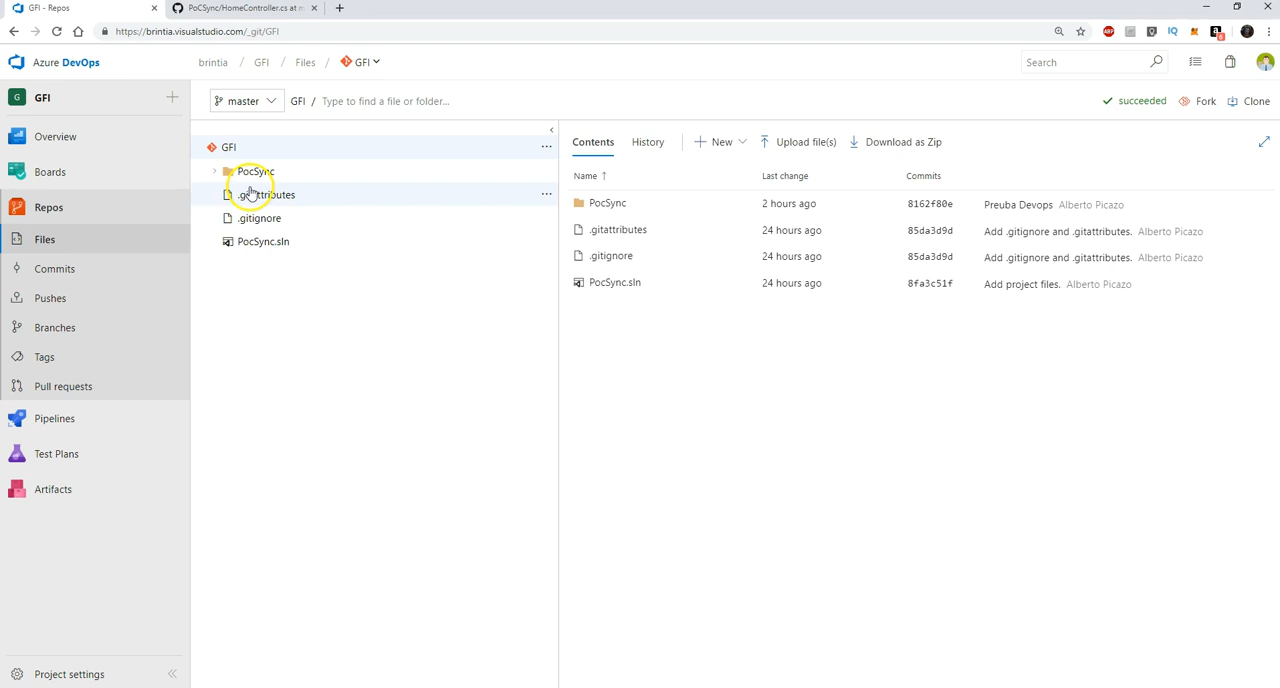 GFI - Repos
PoCSync/HomeController.cs at m
https://brintia.visualstudio.com/_git/GFI
ABP
IQ
a
5
Azure DevOps
brintia / GFI / Files / GFI
Search
G GFI
master
GFI / Type to find a file or folder...
succeeded
Fork
Clone
Overview
Boards
Repos
Files
Commits
Pushes
Branches
Tags
Pull requests
Pipelines
Test Plans
Artifacts
Project settings
GFI
PocSync
.gitattributes
.gitignore
PocSync.sln
Contents History New Upload file(s) Download as Zip
Name ↑ Last change Commits
PocSync 2 hours ago 8162f80e Preuba Devops Alberto Picazo
.gitattributes 24 hours ago 85da3d9d Add .gitignore and .gitattributes. Alberto Picazo
.gitignore 24 hours ago 85da3d9d Add .gitignore and .gitattributes. Alberto Picazo
PocSync.sln 24 hours ago 8fa3c51f Add project files. Alberto Picazo